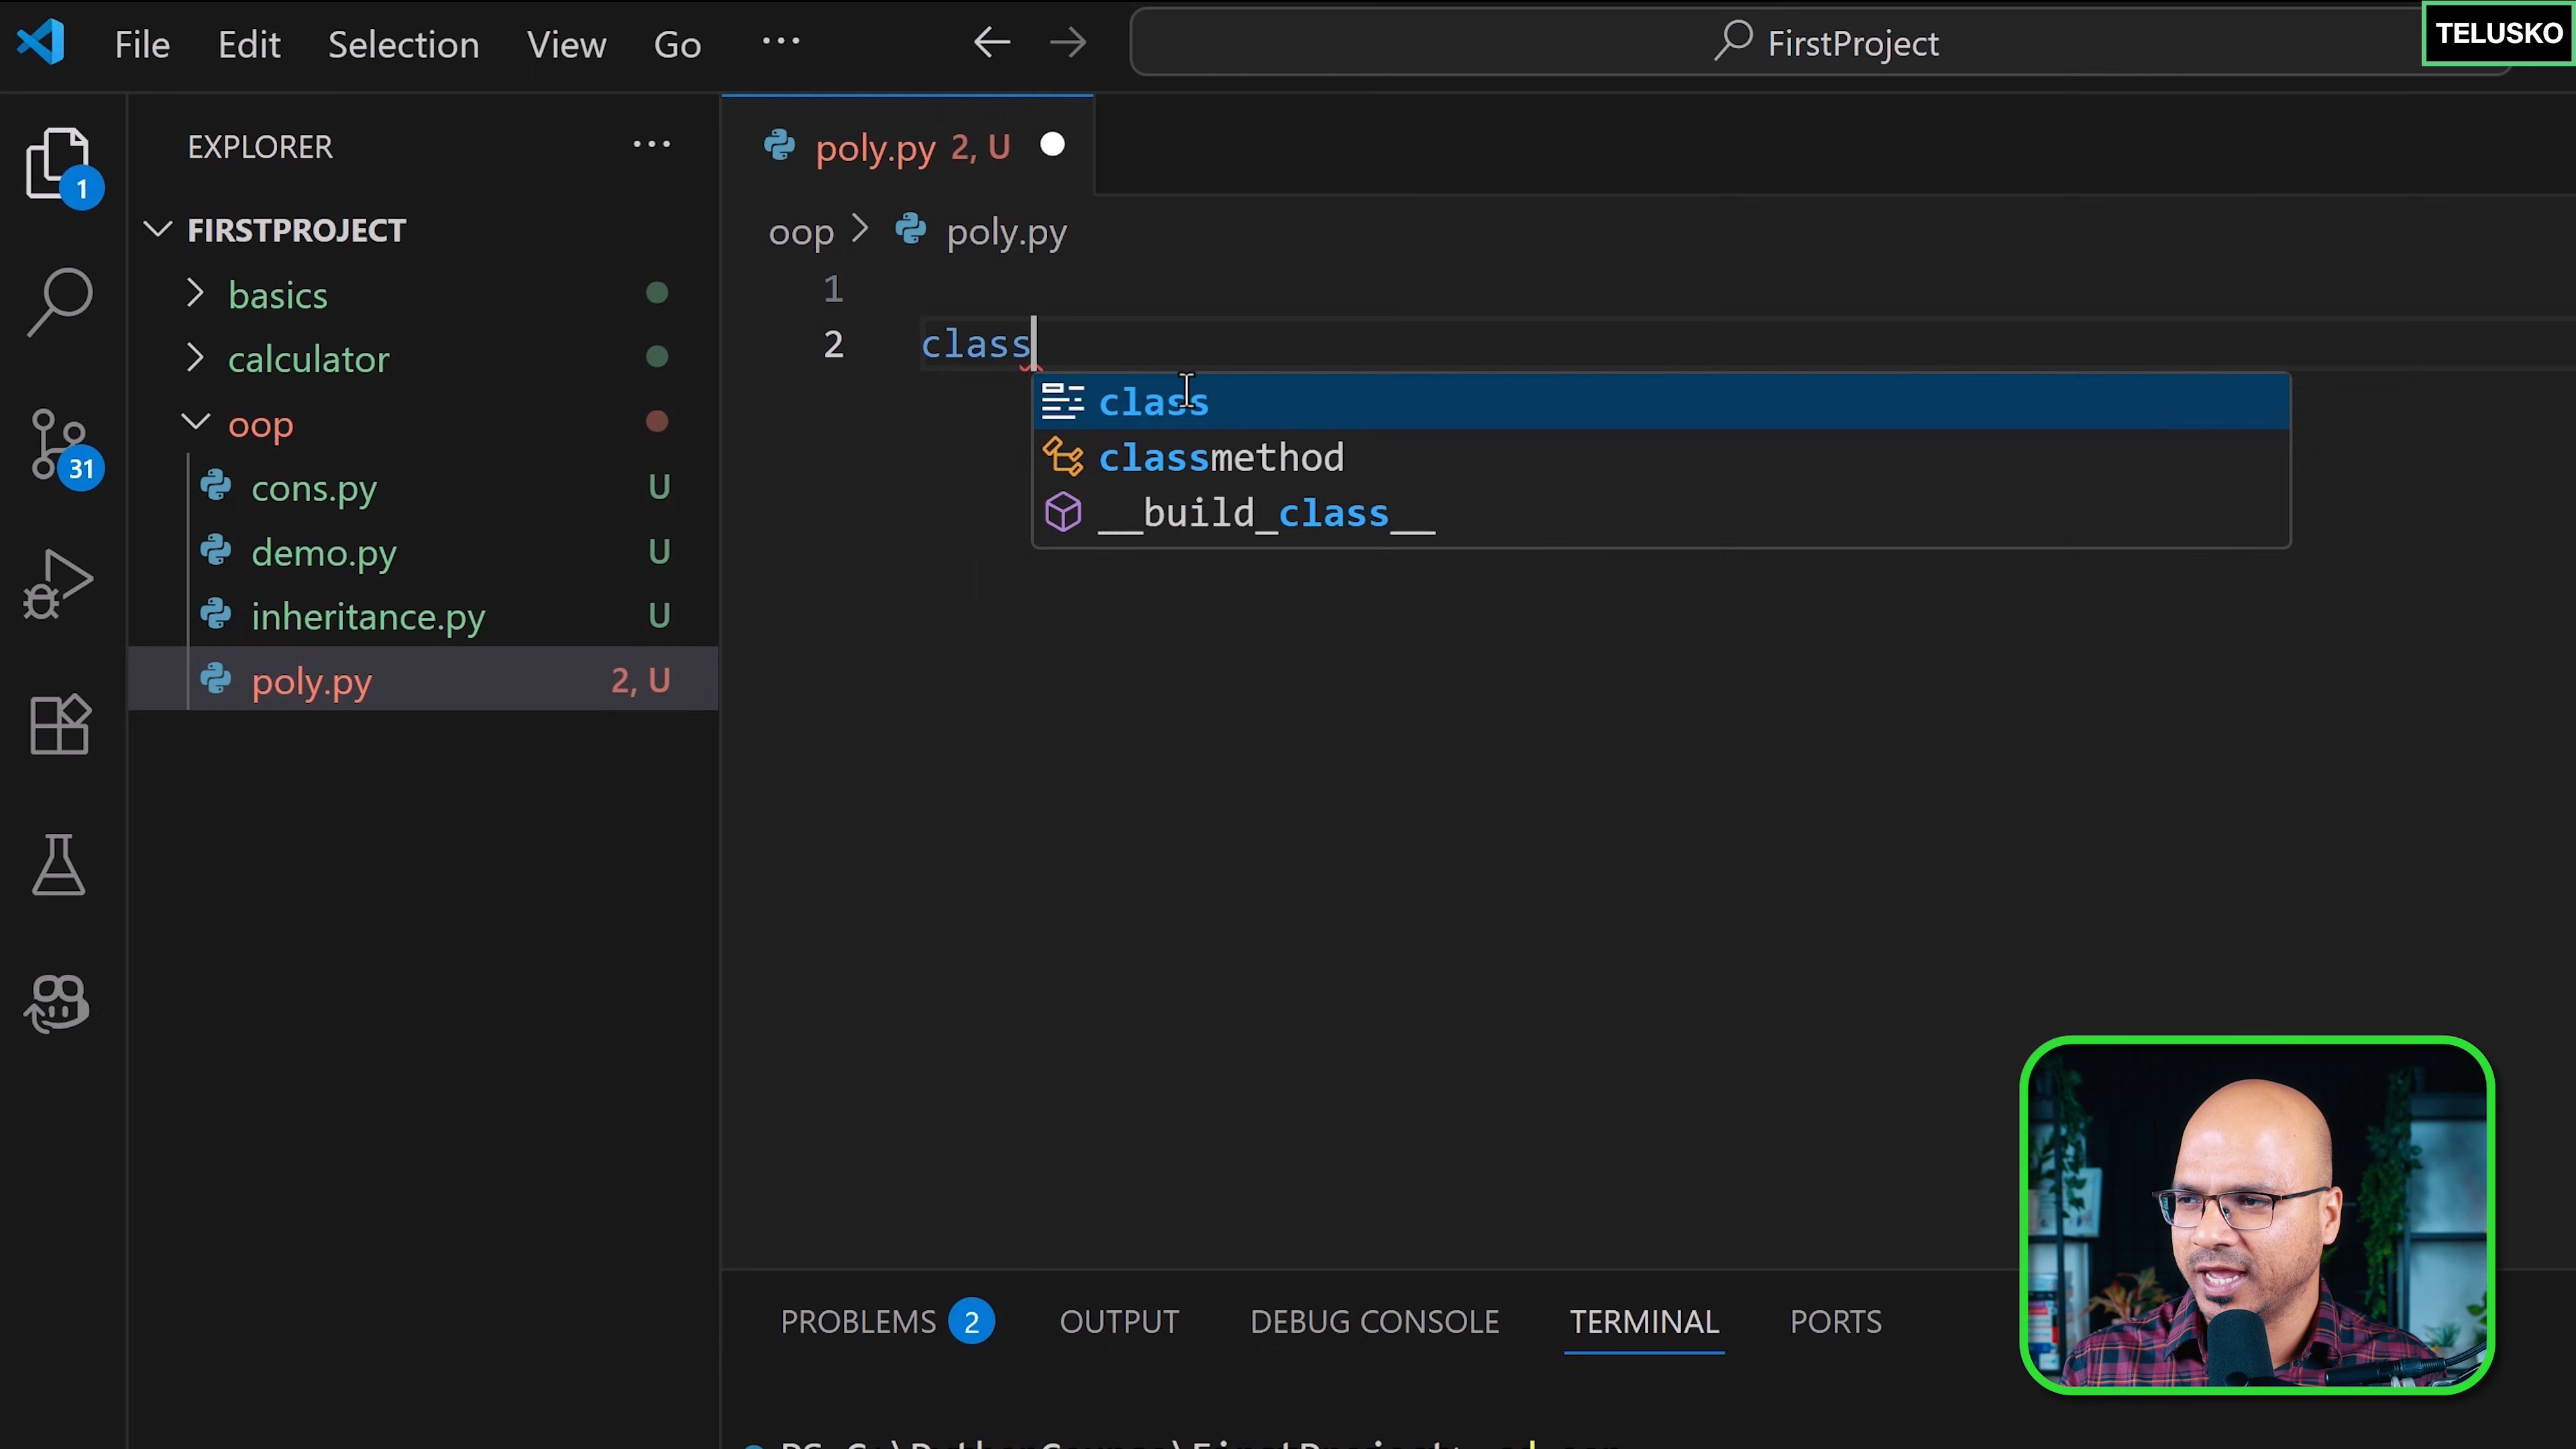 File Edit Selection View Go ... FirstProject TELUSKO
EXPLORER ...
poly.py 2, U
FIRSTPROJECT
oop > poly.py
basics
1
calculator
2 class
oop
class
cons.py U
classmethod
demo.py U
__build_class__
inheritance.py U
poly.py 2, U
1
31
PROBLEMS 2 OUTPUT DEBUG CONSOLE TERMINAL PORTS